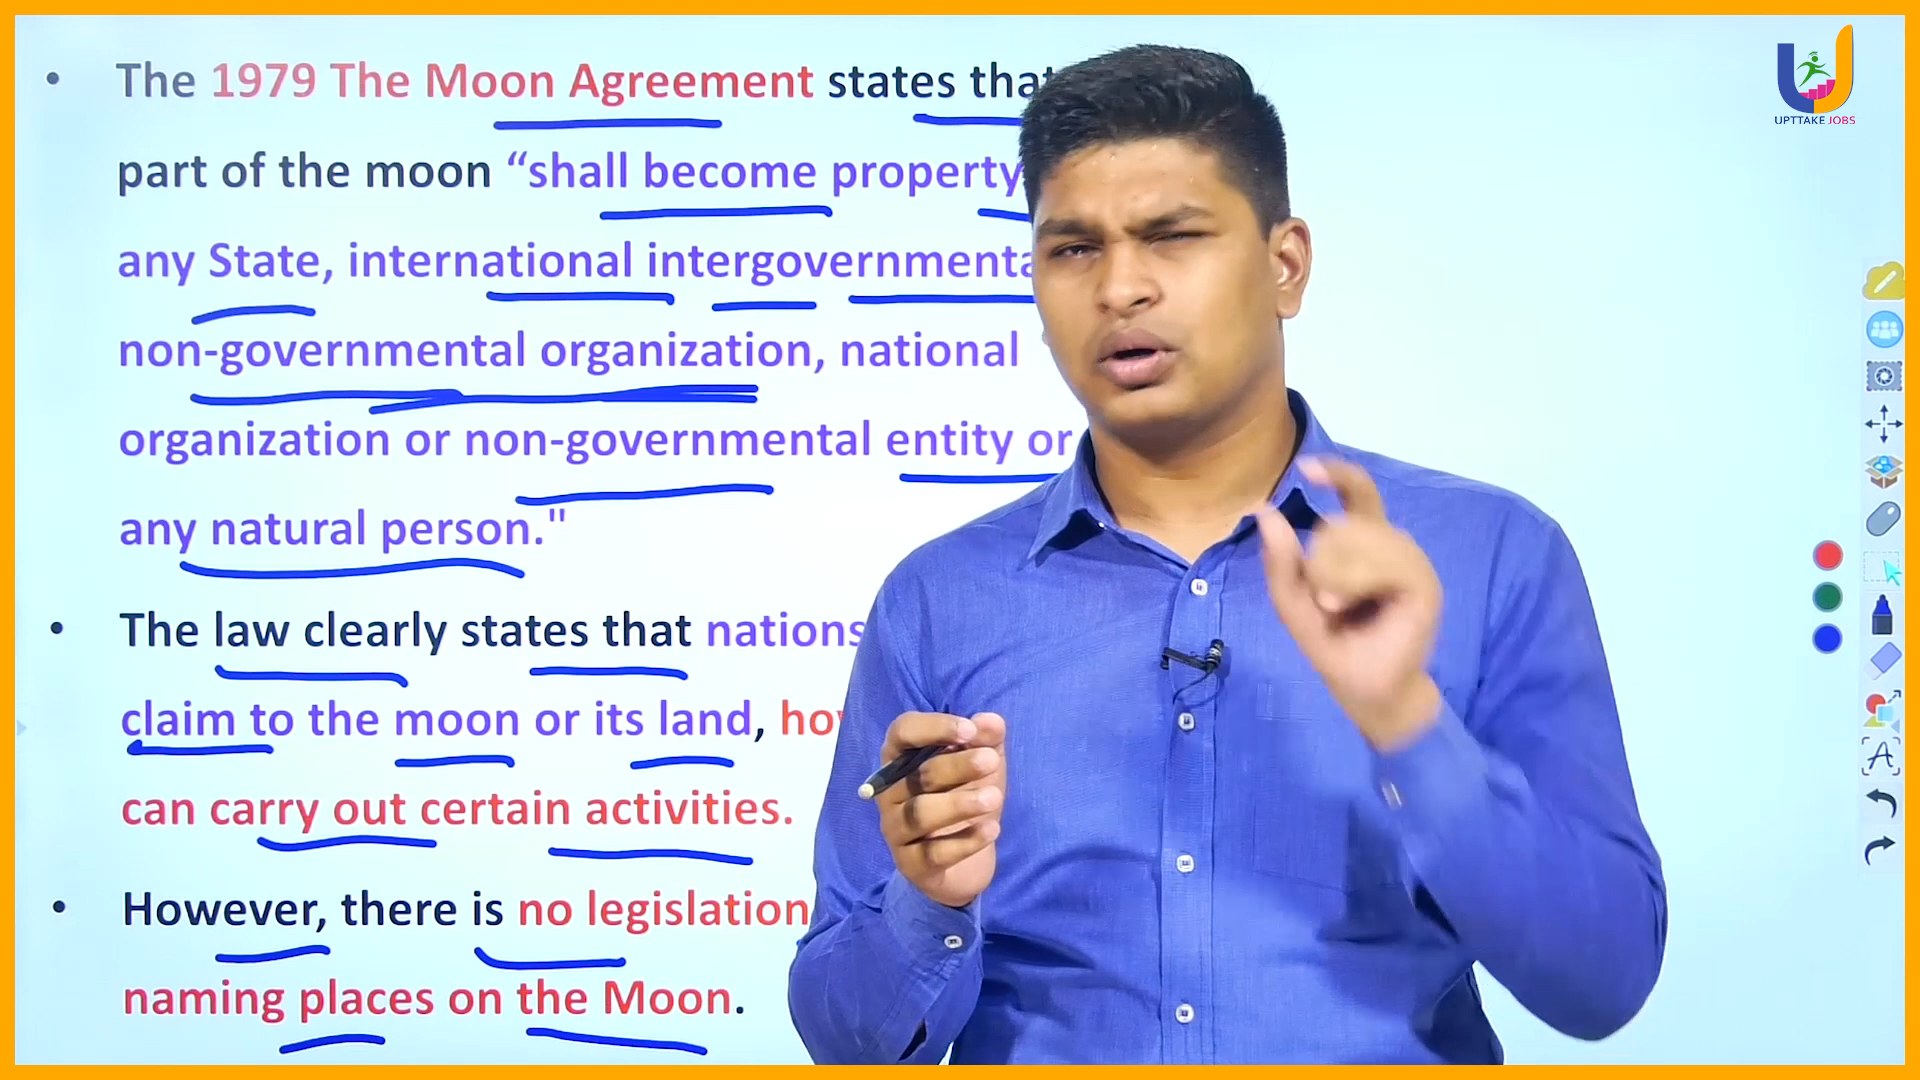 • The 1979 The Moon Agreement states that
part of the moon “shall become property
any State, international intergovernmenta
non-governmental organization, national
organization or non-governmental entity or
any natural person."
• The law clearly states that nations
claim to the moon or its land, how
can carry out certain activities.
• However, there is no legislation
naming places on the Moon.
UPTTAKE JOBS
A